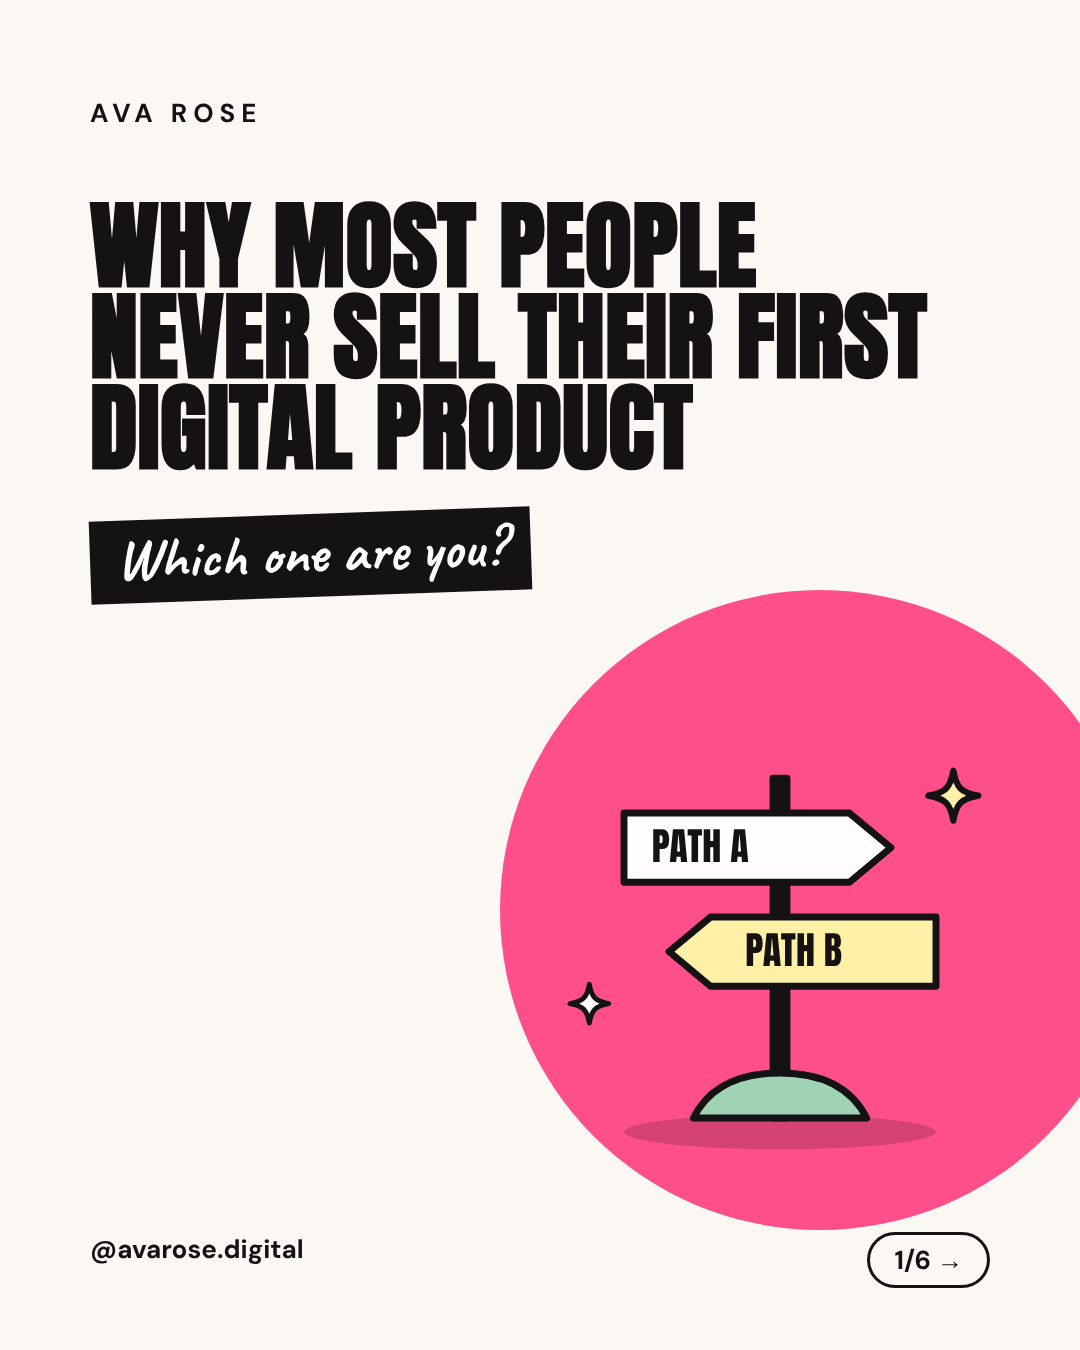 AVA ROSE
WHY MOST PEOPLE
NEVER SELL THEIR FIRST
DIGITAL PRODUCT
Which one are you?
PATH A
PATH B
@avarose.digital
1/6 →